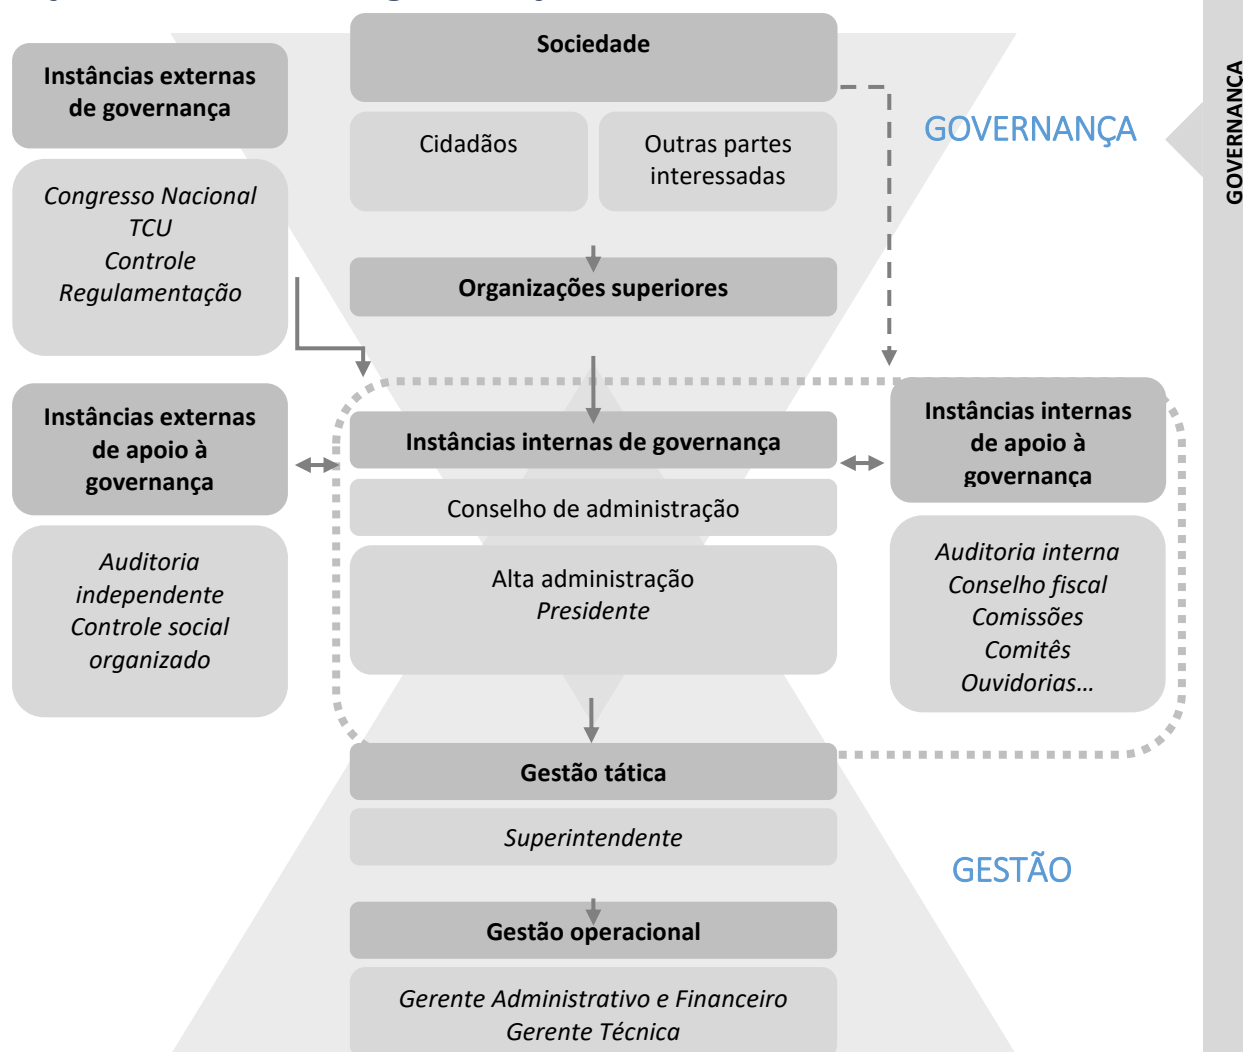 Sociedade
Instâncias externas
de governança
Cidadãos
Outras partes
interessadas
GOVERNANÇA
GOVERNANÇA
Congresso Nacional
TCU
Controle
Regulamentação
Organizações superiores
Instâncias externas
de apoio à
governança
Instâncias internas de governança
Instâncias internas
de apoio à
governança
Conselho de administração
Auditoria
independente
Controle social
organizado
Alta administração
Presidente
Auditoria interna
Conselho fiscal
Comissões
Comitês
Ouvidorias...
Gestão tática
Superintendente
GESTÃO
Gestão operacional
Gerente Administrativo e Financeiro
Gerente Técnica